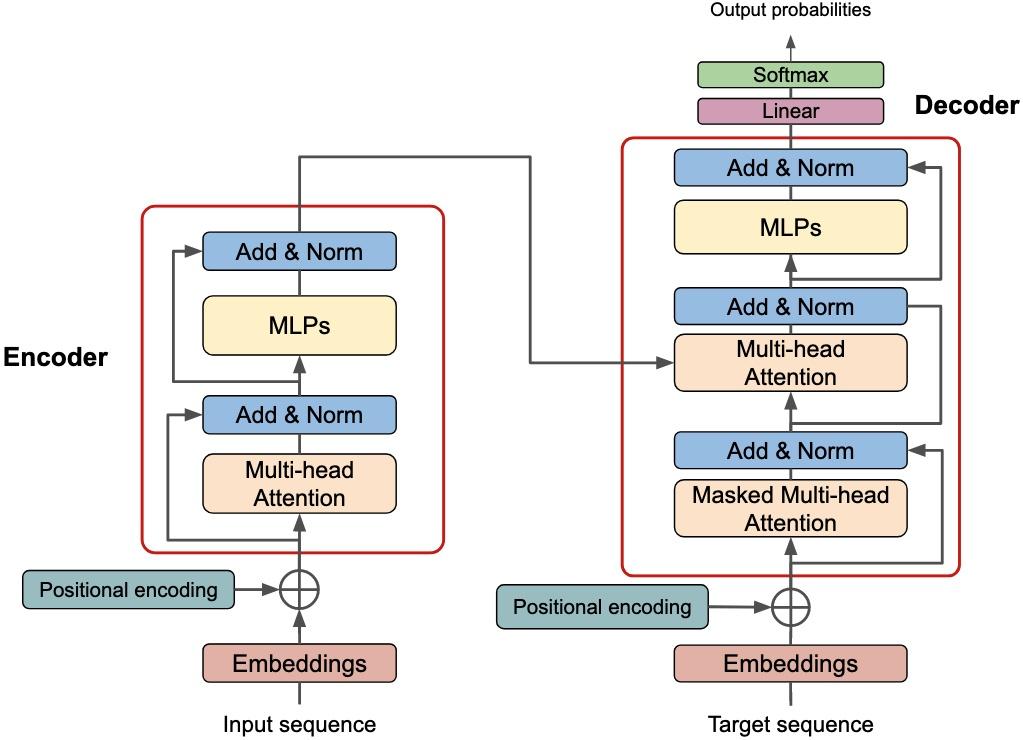 Output probabilities
Softmax
Linear
Decoder
Add & Norm
MLPs
Add & Norm
Multi-head
Attention
Add & Norm
Masked Multi-head
Attention
Positional encoding
Embeddings
Target sequence
Encoder
Add & Norm
MLPs
Add & Norm
Multi-head
Attention
Positional encoding
Embeddings
Input sequence